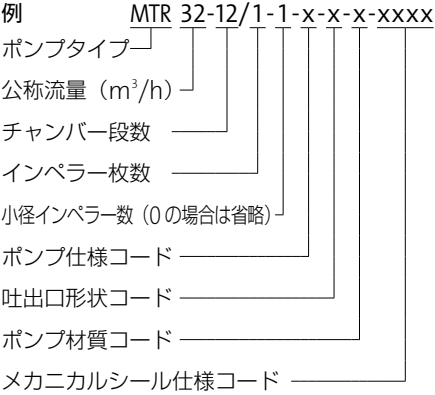 例 MTR 32-12/1-1-x-x-x-xxxx
ポンプタイプ
公称流量（m³/h）
チャンバー段数
インペラー枚数
小径インペラー数（0の場合は省略）
ポンプ仕様コード
吐出口形状コード
ポンプ材質コード
メカニカルシール仕様コード